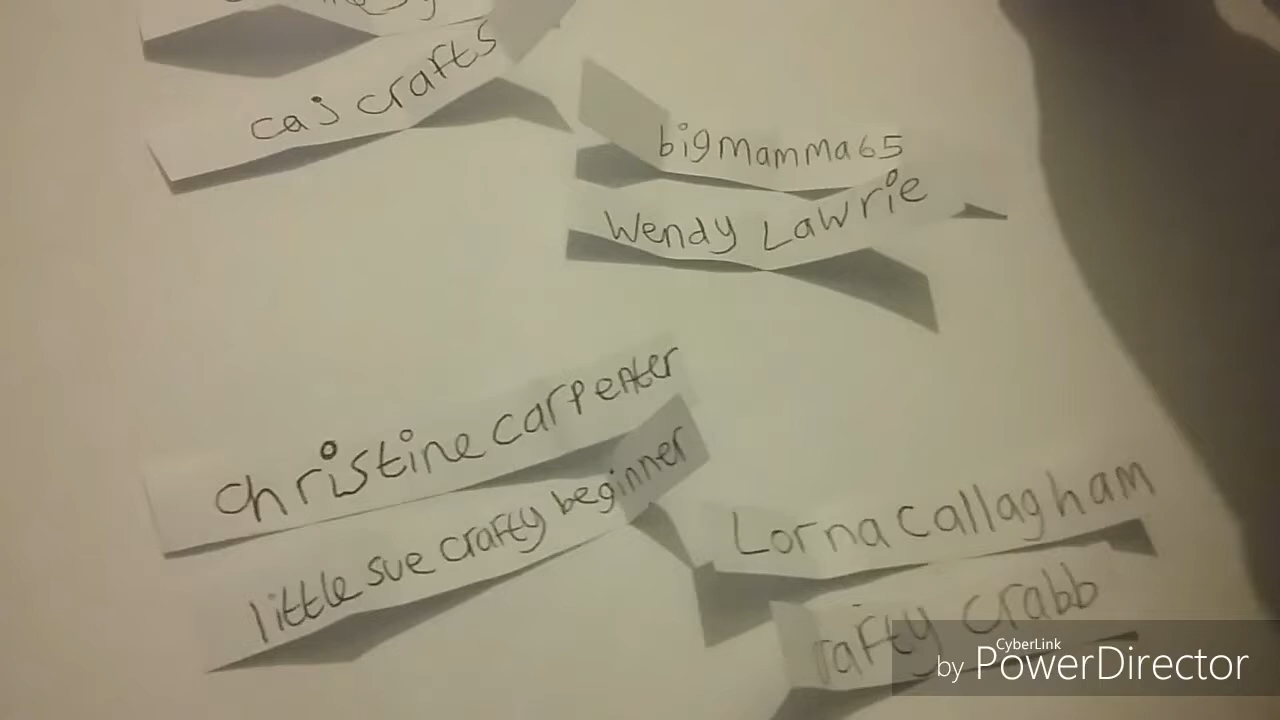 caj crafts
bigmamma65
Wendy Lawrie
Christine carpenter
little sue crafty beginner
Lorna Callagham
rafty crabb
CyberLink
by PowerDirector